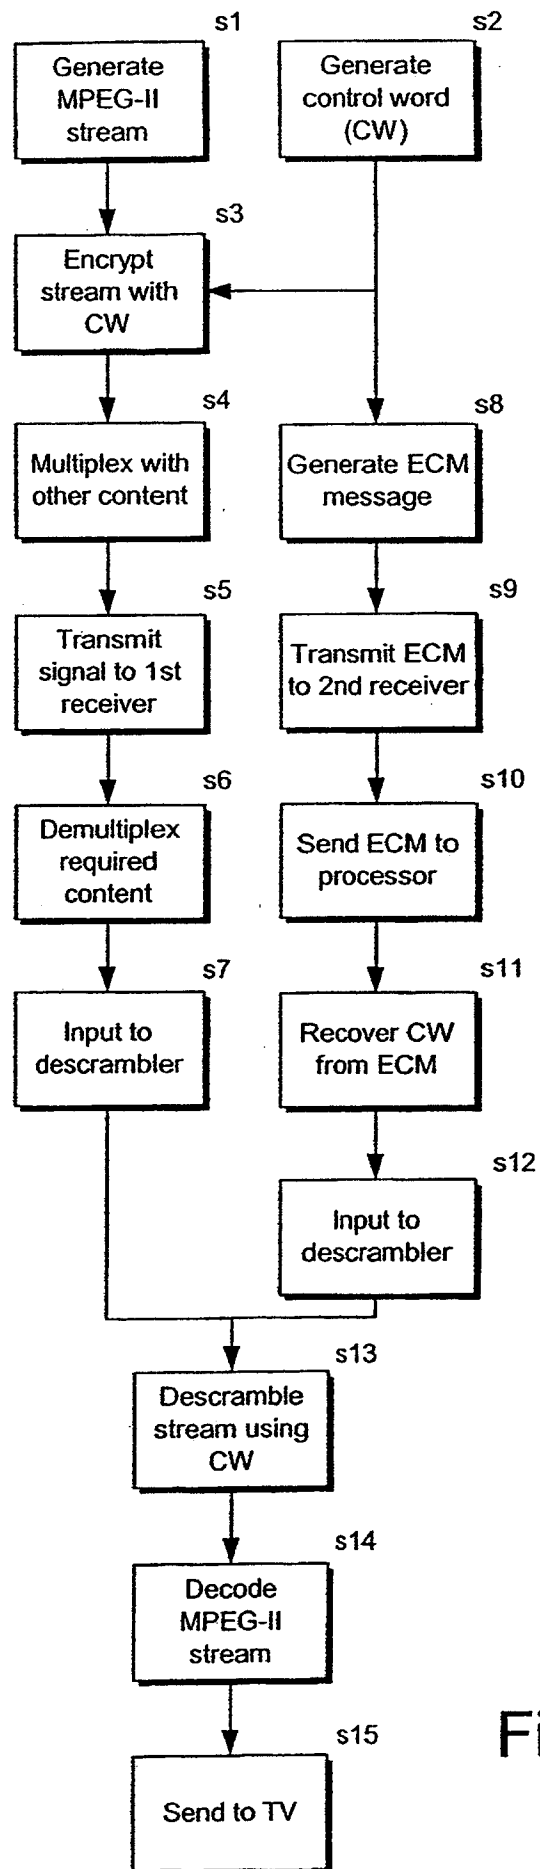 s1
Generate
MPEG-II
stream
s2
Generate
control word
(CW)
s3
Encrypt
stream with
CW
s4
Multiplex with
other content
s8
Generate ECM
message
s5
Transmit
signal to 1st
receiver
s9
Transmit ECM
to 2nd receiver
s6
Demultiplex
required
content
s10
Send ECM to
processor
s7
Input to
descrambler
s11
Recover CW
from ECM
s12
Input to
descrambler
s13
Descramble
stream using
CW
s14
Decode
MPEG-II
stream
s15
Send to TV
Fi